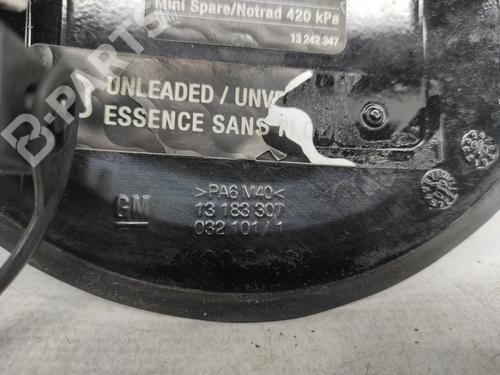 Mini Spare/Notrad 420 kPa
13 242 347
UNLEADED / UNV
ESSENCE SANS
>PA6 M40<
GM
13 183 307
032 101 / 1
B-PARTS